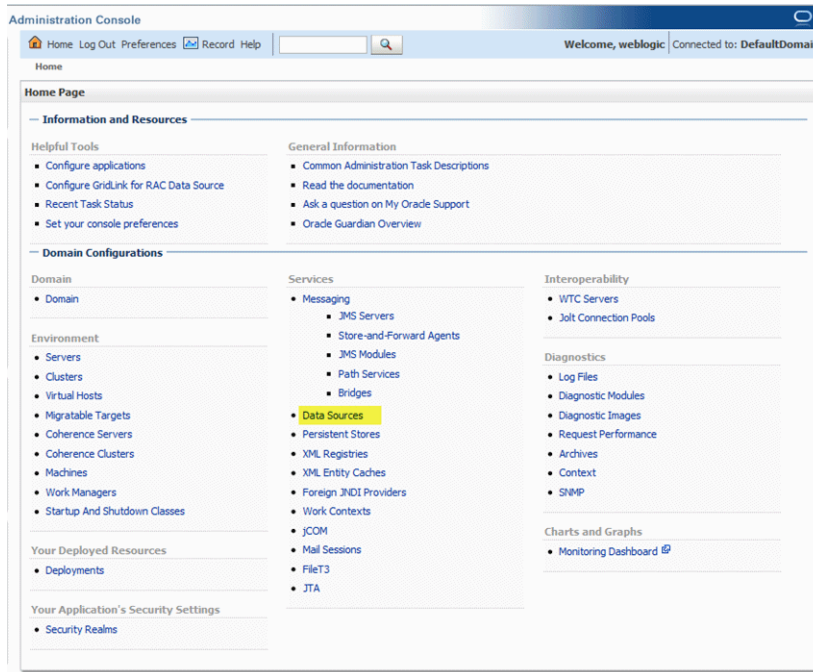 Administration Console
Home Log Out Preferences Record Help
Welcome, weblogic Connected to: DefaultDomai
Home
Home Page
Information and Resources
Helpful Tools
Configure applications
Configure GridLink for RAC Data Source
Recent Task Status
Set your console preferences
General Information
Common Administration Task Descriptions
Read the documentation
Ask a question on My Oracle Support
Oracle Guardian Overview
Domain Configurations
Domain
Domain
Environment
Servers
Clusters
Virtual Hosts
Migratable Targets
Coherence Servers
Coherence Clusters
Machines
Work Managers
Startup And Shutdown Classes
Your Deployed Resources
Deployments
Your Application's Security Settings
Security Realms
Services
Messaging
JMS Servers
Store-and-Forward Agents
JMS Modules
Path Services
Bridges
Data Sources
Persistent Stores
XML Registries
XML Entity Caches
Foreign JNDI Providers
Work Contexts
jCOM
Mail Sessions
FileT3
JTA
Interoperability
WTC Servers
Jolt Connection Pools
Diagnostics
Log Files
Diagnostic Modules
Diagnostic Images
Request Performance
Archives
Context
SNMP
Charts and Graphs
Monitoring Dashboard